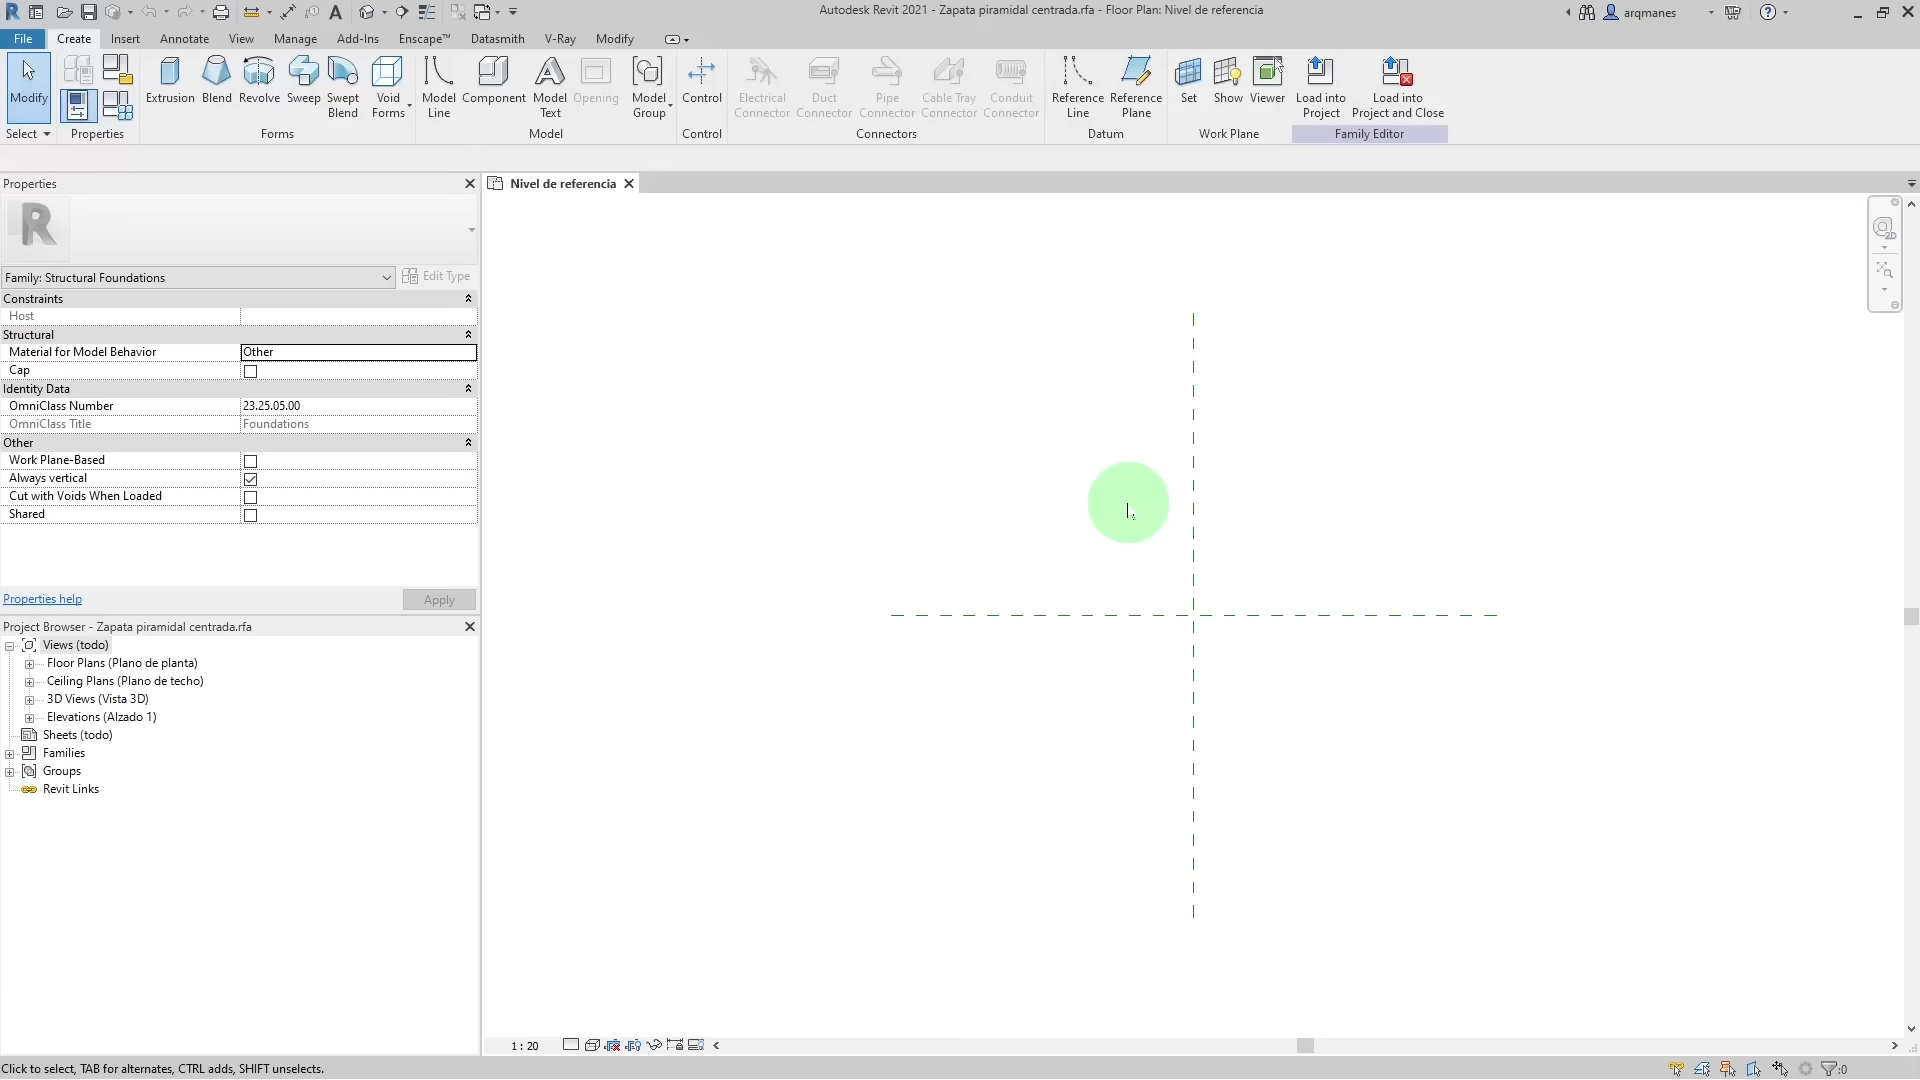 Autodesk Revit 2021 - Zapata piramidal centrada.rfa - Floor Plan: Nivel de referencia
arqmanes
File Create Insert Annotate View Manage Add-Ins Enscape™ Datasmith V-Ray Modify
Modify
Extrusion Blend Revolve Sweep Swept Blend Void Forms
Model Line Component Model Text Opening Model Group
Control
Electrical Connector Duct Connector Pipe Connector Cable Tray Connector Conduit Connector
Reference Line Reference Plane
Set Show Viewer
Load into Project Load into Project and Close
Select Properties Forms Model Control Connectors Datum Work Plane Family Editor
Properties
Nivel de referencia
Family: Structural Foundations Edit Type
Constraints
Host
Structural
Material for Model Behavior Other
Cap
Identity Data
OmniClass Number 23.25.05.00
OmniClass Title Foundations
Other
Work Plane-Based
Always vertical
Cut with Voids When Loaded
Shared
Properties help Apply
Project Browser - Zapata piramidal centrada.rfa
Views (todo)
Floor Plans (Plano de planta)
Ceiling Plans (Plano de techo)
3D Views (Vista 3D)
Elevations (Alzado 1)
Sheets (todo)
Families
Groups
Revit Links
2D
1 : 20
Click to select, TAB for alternates, CTRL adds, SHIFT unselects.
:0